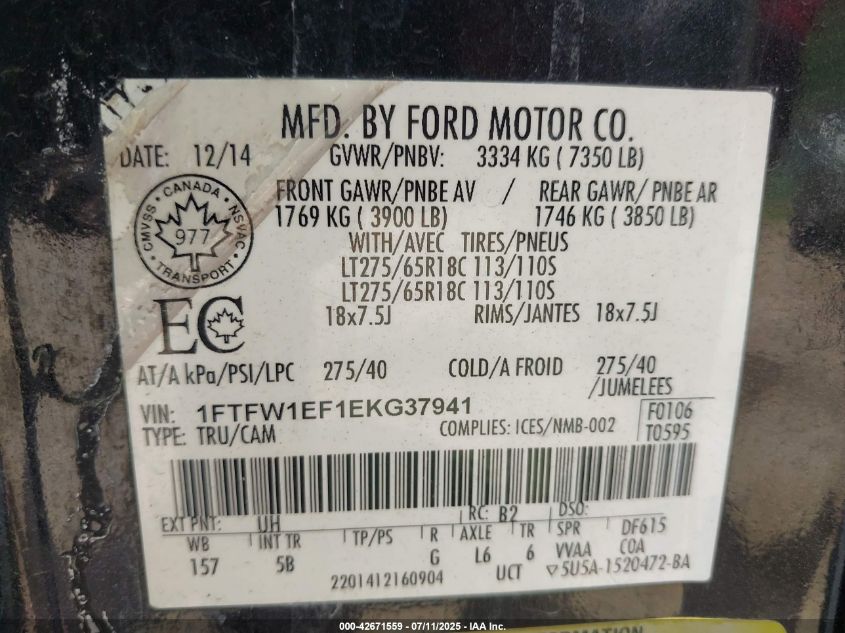 MFD. BY FORD MOTOR CO.
DATE: 12/14 GVWR/PNBV: 3334 KG ( 7350 LB)
FRONT GAWR/PNBE AV / REAR GAWR/ PNBE AR
1769 KG ( 3900 LB) 1746 KG ( 3850 LB)
WITH/AVEC TIRES/PNEUS
LT275/65R18C 113/110S
LT275/65R18C 113/110S
18x7.5J RIMS/JANTES 18x7.5J
CANADA
CMVSS NSVAC
977
TRANSPORT
EC
AT/A kPa/PSI/LPC 275/40 COLD/A FROID 275/40
/JUMELEES
VIN: 1FTFW1EF1EKG37941
TYPE: TRU/CAM COMPLIES: ICES/NMB-002
F0106
T0595
EXT PNT: UH RC: B2 DSO:
WB INT TR TP/PS R AXLE TR SPR DF615
157 5B G L6 6 VVAA COA
2201412160904 UCT ▽5U5A-1520472-BA
000-42671559 - 07/11/2025 - IAA Inc.